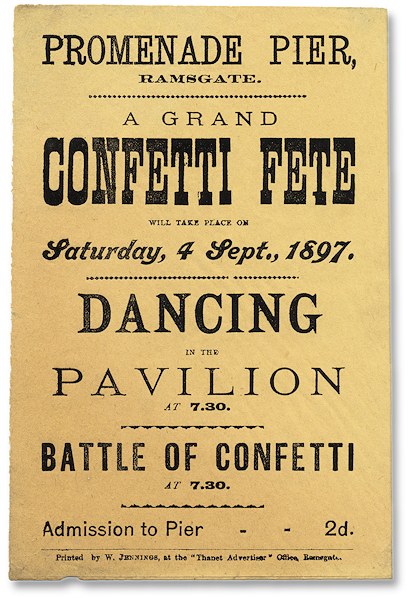 PROMENADE PIER,
RAMSGATE.
A GRAND
CONFETTI FETE
WILL TAKE PLACE ON
Saturday, 4 Sept., 1897.
DANCING
IN THE
PAVILION
AT 7.30.
BATTLE OF CONFETTI
AT 7.30.
Admission to Pier - - 2d.
Printed by W. JENNINGS, at the "Thanet Advertiser" Office, Ramsgate.